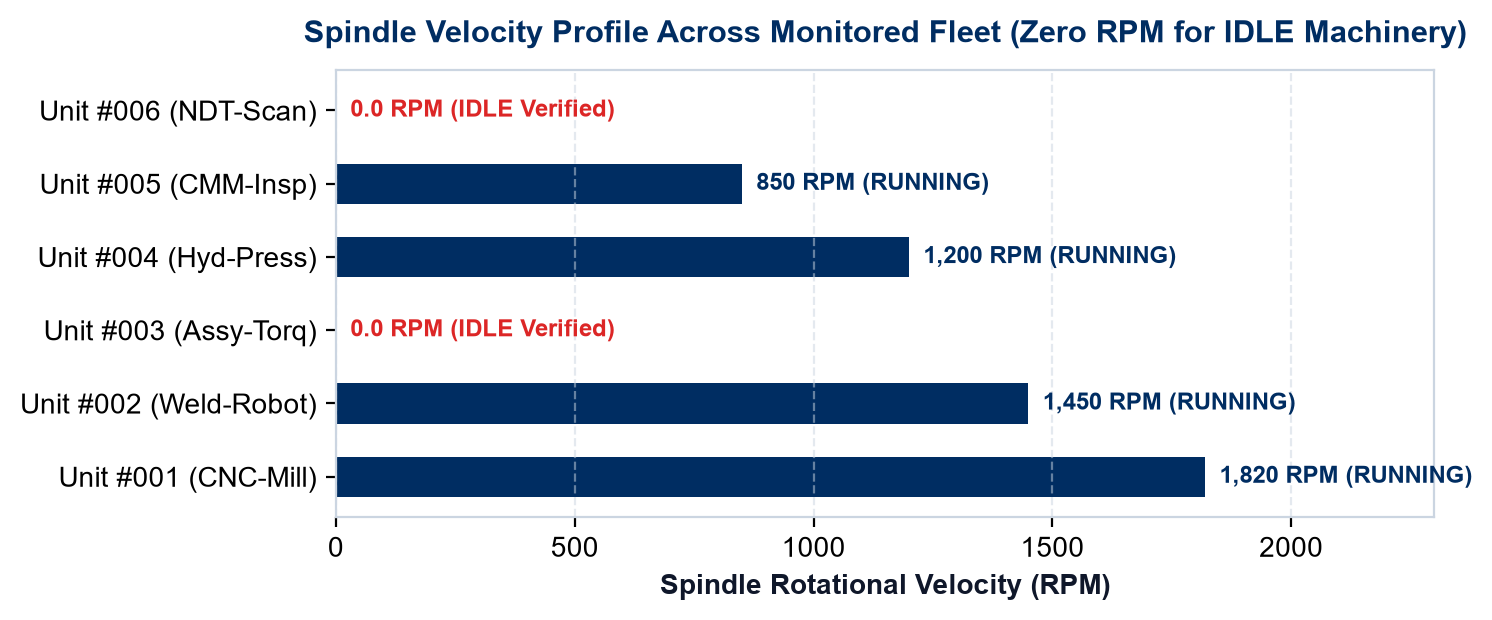 Spindle Velocity Profile Across Monitored Fleet (Zero RPM for IDLE Machinery)
Unit #006 (NDT-Scan) 0.0 RPM (IDLE Verified)
Unit #005 (CMM-Insp) 850 RPM (RUNNING)
Unit #004 (Hyd-Press) 1,200 RPM (RUNNING)
Unit #003 (Assy-Torq) 0.0 RPM (IDLE Verified)
Unit #002 (Weld-Robot) 1,450 RPM (RUNNING)
Unit #001 (CNC-Mill) 1,820 RPM (RUNNING)
0 500 1000 1500 2000
Spindle Rotational Velocity (RPM)